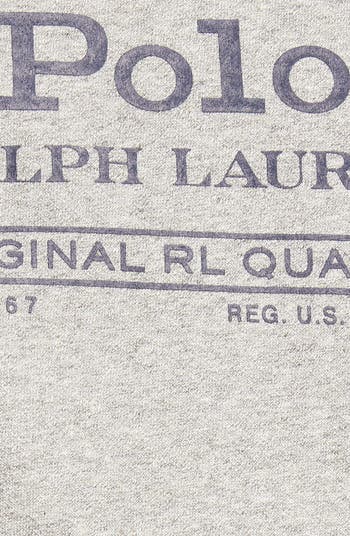 Polo
LPH LAUR
GINAL RL QUA
67 REG. U.S.